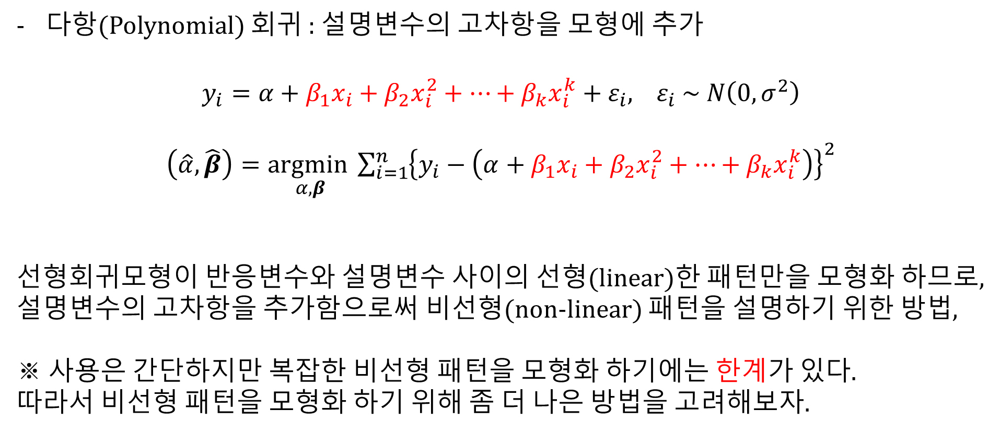 - 다항(Polynomial) 회귀 : 설명변수의 고차항을 모형에 추가
$y_i = \alpha + \beta_1 x_i + \beta_2 x_i^2 + \cdots + \beta_k x_i^k + \varepsilon_i, \quad \varepsilon_i \sim N(0, \sigma^2)$
$(\hat{\alpha}, \hat{\boldsymbol{\beta}}) = \underset{\alpha, \boldsymbol{\beta}}{\mathrm{argmin}} \sum_{i=1}^{n} \{y_i - (\alpha + \beta_1 x_i + \beta_2 x_i^2 + \cdots + \beta_k x_i^k)\}^2$
선형회귀모형이 반응변수와 설명변수 사이의 선형(linear)한 패턴만을 모형화 하므로,
설명변수의 고차항을 추가함으로써 비선형(non-linear) 패턴을 설명하기 위한 방법,
※ 사용은 간단하지만 복잡한 비선형 패턴을 모형화 하기에는 한계가 있다.
따라서 비선형 패턴을 모형화 하기 위해 좀 더 나은 방법을 고려해보자.